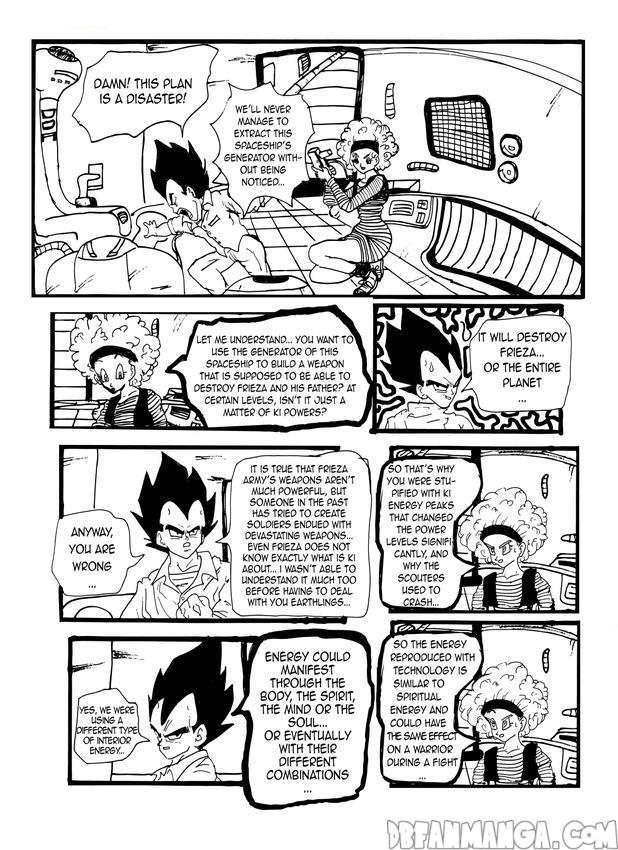 DAMN! THIS PLAN
IS A DISASTER!
WE'LL NEVER
MANAGE TO
EXTRACT THIS
SPACESHIP'S
GENERATOR WITH-
OUT BEING
NOTICED...
LET ME UNDERSTAND... YOU WANT TO
USE THE GENERATOR OF THIS
SPACESHIP TO BUILD A WEAPON
THAT IS SUPPOSED TO BE ABLE TO
DESTROY FRIEZA AND HIS FATHER? AT
CERTAIN LEVELS, ISN'T IT JUST A
MATTER OF KI POWERS?
IT WILL DESTROY
FRIEZA...
OR THE ENTIRE
PLANET
...
ANYWAY,
YOU ARE
WRONG
...
IT IS TRUE THAT FRIEZA
ARMY'S WEAPONS AREN'T
MUCH POWERFUL, BUT
SOMEONE IN THE PAST
HAS TRIED TO CREATE
SOLDIERS ENDUED WITH
DEVASTATING WEAPONS...
EVEN FRIEZA DOES NOT
KNOW EXACTLY WHAT IS KI
ABOUT... I WASN'T ABLE TO
UNDERSTAND IT MUCH TOO
BEFORE HAVING TO DEAL
WITH YOU EARTHLINGS...
SO THAT'S WHY
YOU WERE STU-
PIFIED WITH KI
ENERGY PEAKS
THAT CHANGED
THE POWER
LEVELS SIGNIFI-
CANTLY, AND
WHY THE
SCOUTERS
USED TO
CRASH...
YES, WE WERE
USING A
DIFFERENT TYPE
OF INTERIOR
ENERGY...
ENERGY COULD
MANIFEST
THROUGH THE
BODY, THE SPIRIT,
THE MIND OR THE
SOUL...
OR EVENTUALLY
WITH THEIR
DIFFERENT
COMBINATIONS
...
SO THE ENERGY
REPRODUCED WITH
TECHNOLOGY IS
SIMILAR TO
SPIRITUAL
ENERGY AND
COULD HAVE
THE SAME EFFECT
ON A WARRIOR
DURING A FIGHT
...
DBFANMANGA.COM